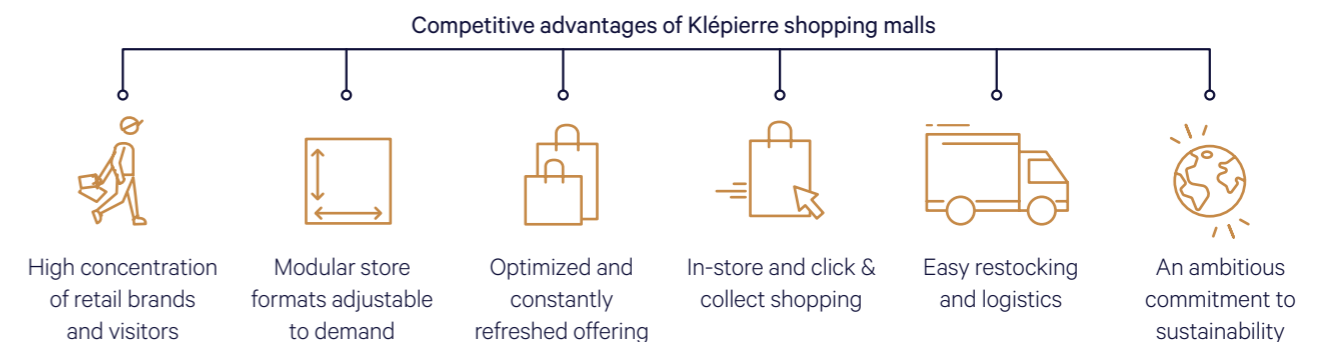 Competitive advantages of Klépierre shopping malls
High concentration
of retail brands
and visitors
Modular store
formats adjustable
to demand
Optimized and
constantly
refreshed offering
In-store and click &
collect shopping
Easy restocking
and logistics
An ambitious
commitment to
sustainability